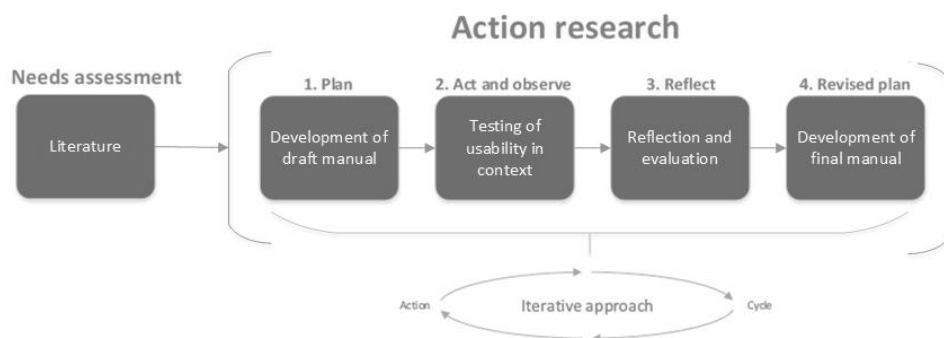 Action research
Needs assessment
1. Plan
2. Act and observe
3. Reflect
4. Revised plan
Literature
Development of
draft manual
Testing of
usability in
context
Reflection and
evaluation
Development of
final manual
Action
Iterative approach
Cycle